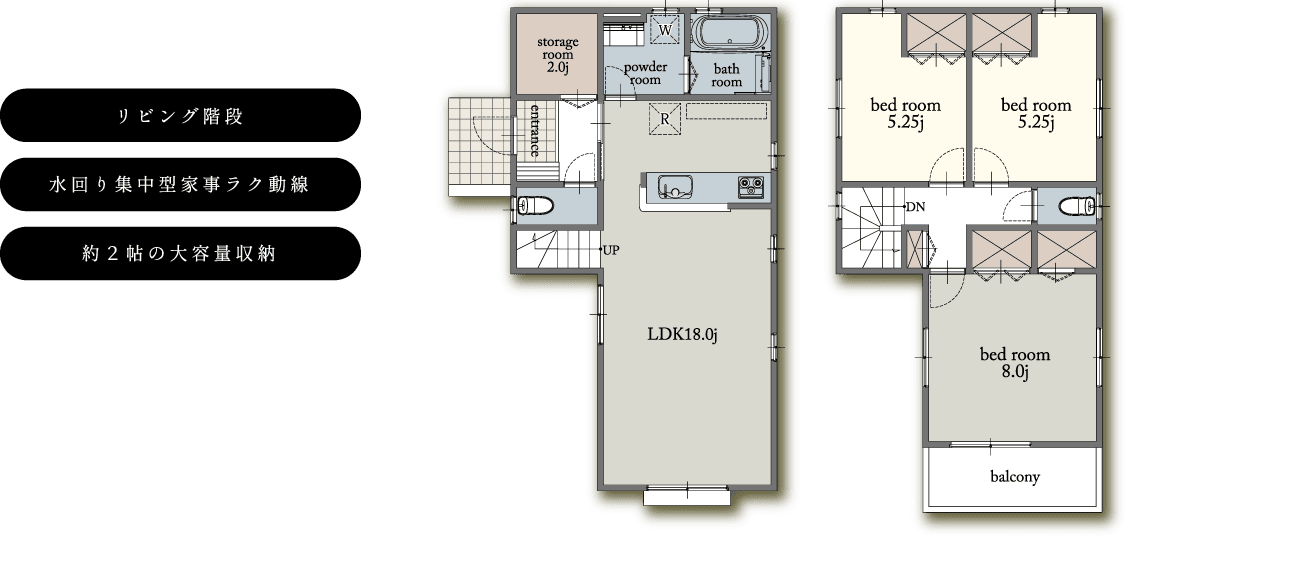 リビング階段
水回り集中型家事ラク動線
約２帖の大容量収納
storage
room
2.0j
W
powder
room
bath
room
entrance
R
UP
LDK18.0j
bed room
5.25j
bed room
5.25j
DN
bed room
8.0j
balcony